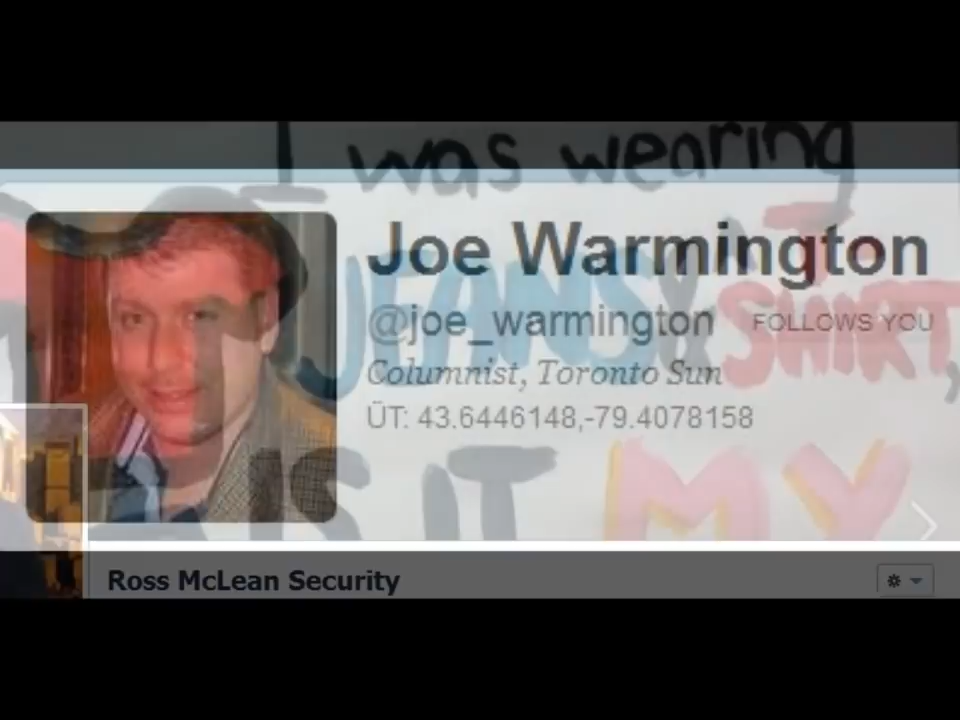 I was wearing
Joe Warmington
@joe_warmington FOLLOWS YOU
JEANS & T
SHIRT,
Columnist, Toronto Sun
ÜT: 43.6446148,-79.4078158
IS IT MY
Ross McLean Security